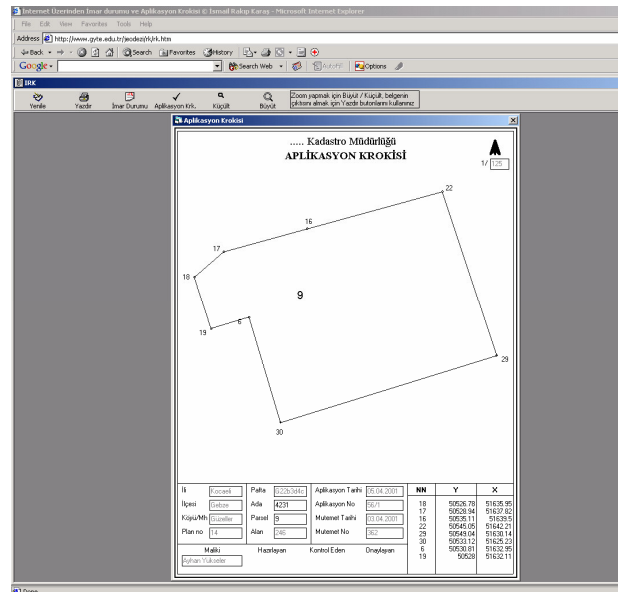 Internet Üzerinden Imar durumu ve Aplikasyon Krokisi © Ismail Rakıp Karaş - Microsoft Internet Explorer
File Edit View Favorites Tools Help
Address http://www.gyte.edu.tr/jeodezi/rk/irk.htm
Back Search Favorites History
Google Search Web AutoFill Options
IRK
Yenile Yazdır İmar Durumu Aplikasyon Krk. Küçült Büyüt
Zoom yapmak için Büyüt / Küçült, belgenin
çıktısını almak için Yazdır butonlarını kullanınız
Aplikasyon Krokisi
..... Kadastro Müdürlüğü
APLİKASYON KROKİSİ
1/ 125
22
16
17
18
9
6
19
29
30
İli Kocaeli Pafta G22b3d4c Aplikasyon Tarihi 05.04.2001
İlçesi Gebze Ada 4231 Aplikasyon No 56/1
Köyü/Mh Güzeller Parsel 9 Mutemet Tarihi 03.04.2001
Plan no 14 Alan 246 Mutemet No 362
Maliki Hazırlayan Kontrol Eden Onaylayan
Ayhan Yükseler
NN Y X
18 50526.78 51635.95
17 50528.94 51637.82
16 50535.11 51639.5
22 50545.05 51642.21
29 50549.04 51630.14
30 50533.12 51625.23
6 50530.81 51632.95
19 50528 51632.11
Done